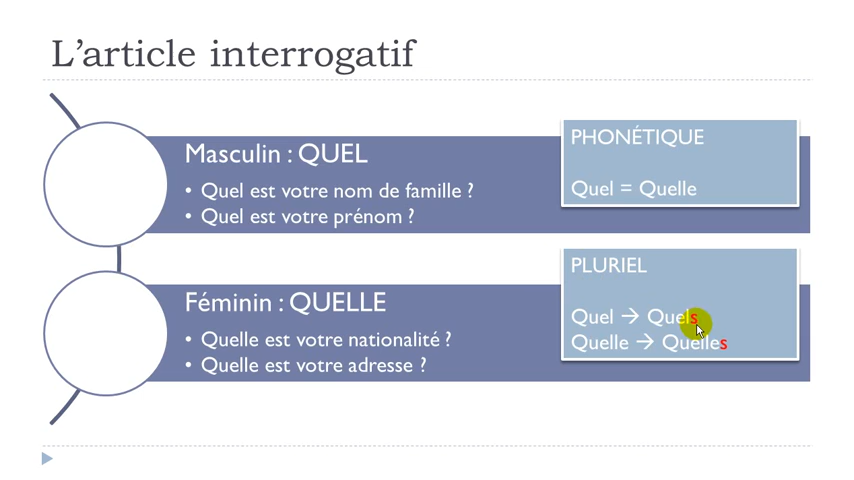 L'article interrogatif
Masculin : QUEL
• Quel est votre nom de famille ?
• Quel est votre prénom ?
PHONÉTIQUE
Quel = Quelle
Féminin : QUELLE
• Quelle est votre nationalité ?
• Quelle est votre adresse ?
PLURIEL
Quel → Quels
Quelle → Quelles